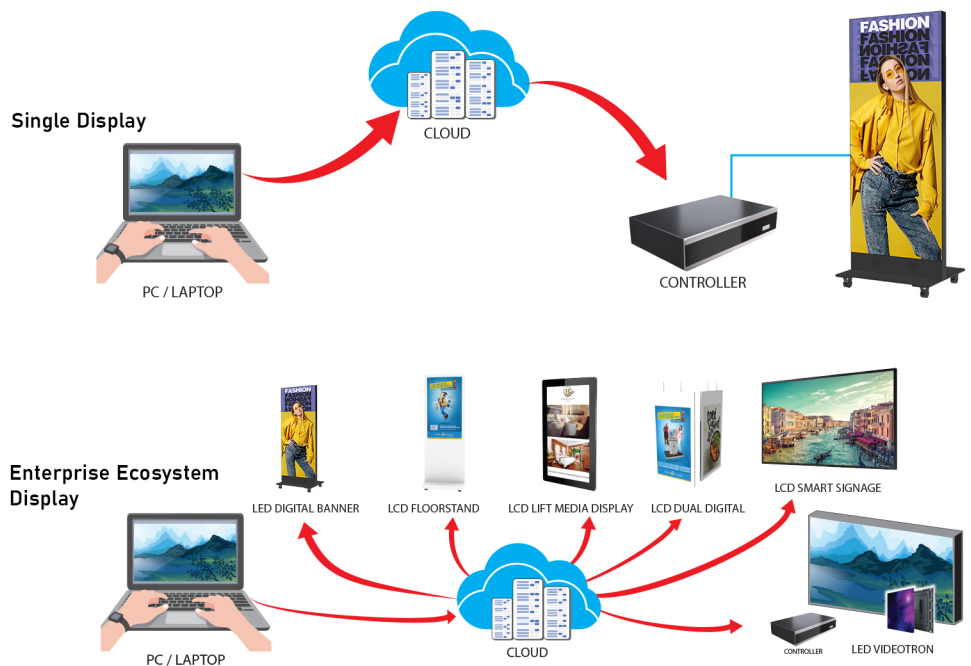 FASHION
FASHION
FASHION
FASHION
CLOUD
Single Display
CONTROLLER
PC / LAPTOP
FASHION
Enterprise Ecosystem
Display
LED DIGITAL BANNER
LCD FLOORSTAND
LCD LIFT MEDIA DISPLAY
LCD DUAL DIGITAL
LCD SMART SIGNAGE
CLOUD
CONTROLLER
LED VIDEOTRON
PC / LAPTOP